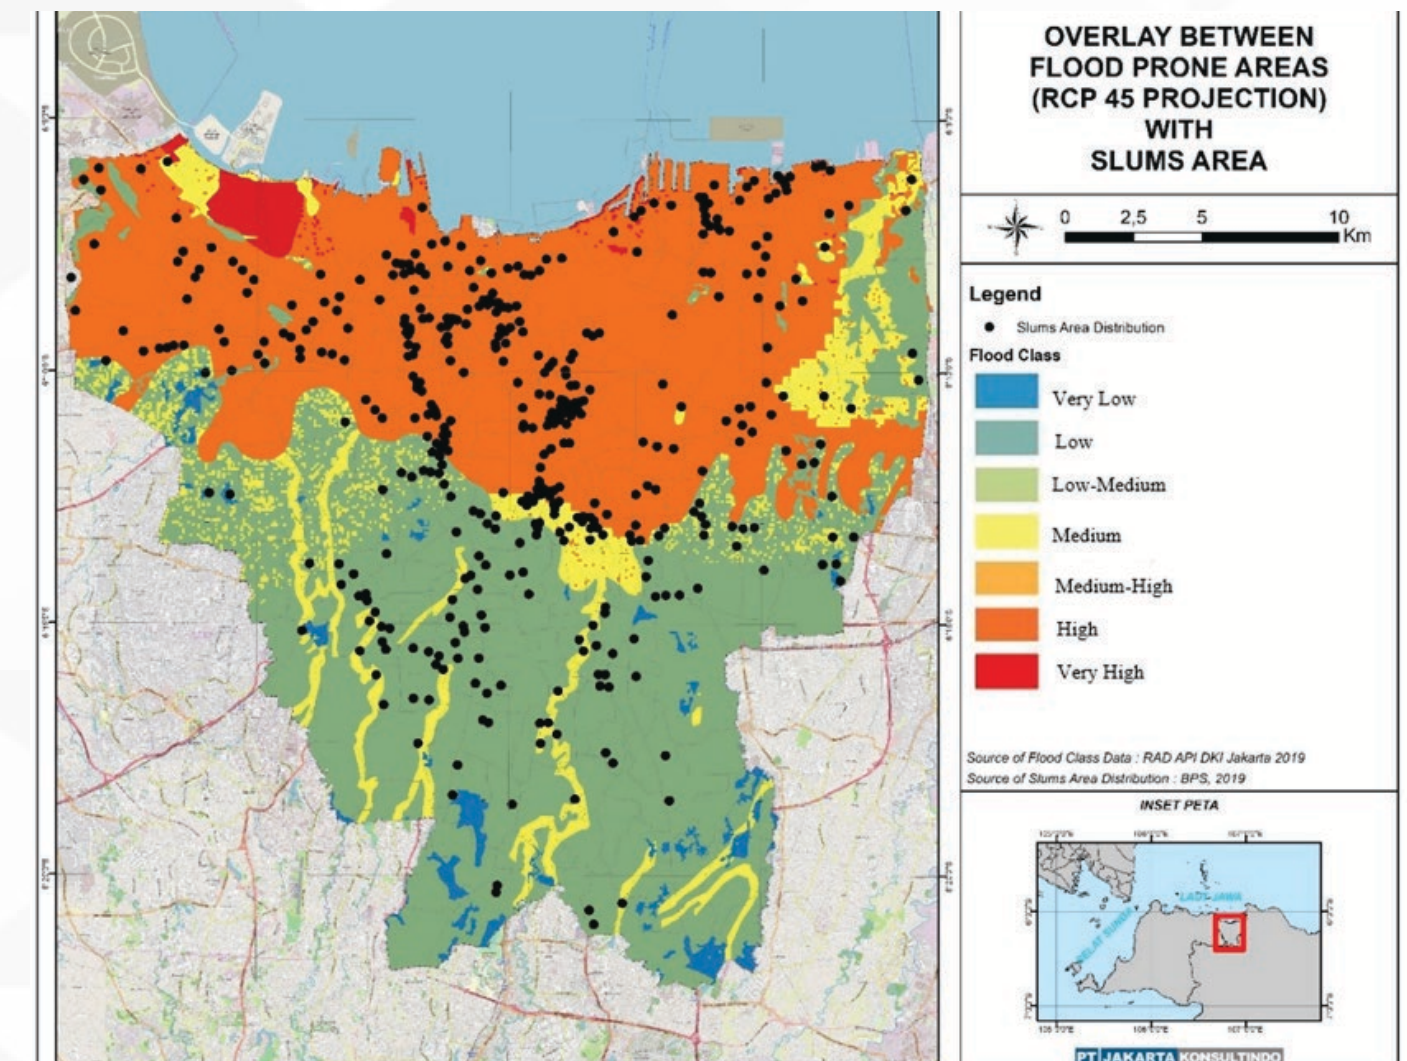 OVERLAY BETWEEN
FLOOD PRONE AREAS
(RCP 45 PROJECTION)
WITH
SLUMS AREA
0 2,5 5 10
Km
Legend
Slums Area Distribution
Flood Class
Very Low
Low
Low-Medium
Medium
Medium-High
High
Very High
Source of Flood Class Data : RAD API DKI Jakarta 2019
Source of Slums Area Distribution : BPS, 2019
INSET PETA
LAUT JAWA
SELAT SUNDA
PT JAKARTA KONSULTINDO